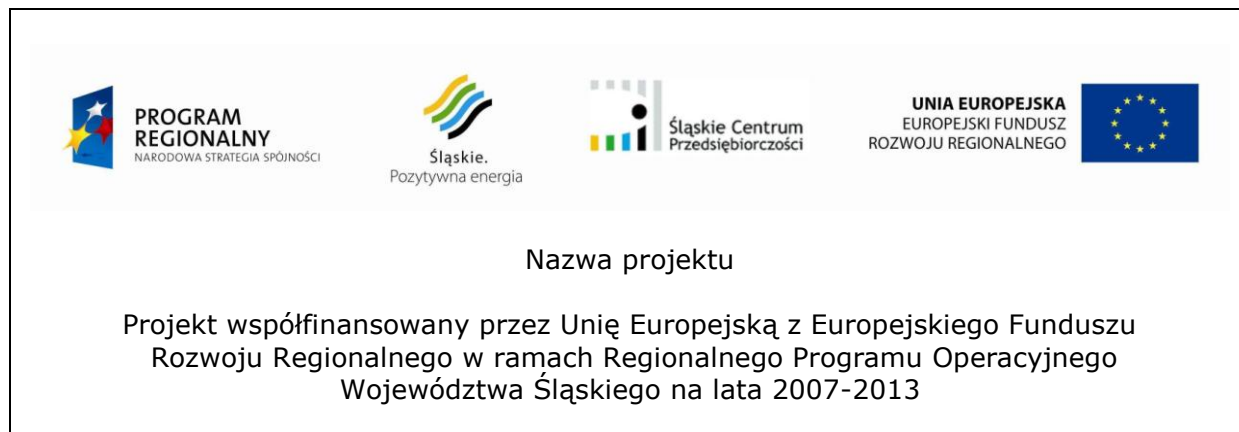 PROGRAM
REGIONALNY
NARODOWA STRATEGIA SPÓJNOŚCI
Śląskie.
Pozytywna energia
Śląskie Centrum
Przedsiębiorczości
UNIA EUROPEJSKA
EUROPEJSKI FUNDUSZ
ROZWOJU REGIONALNEGO
Nazwa projektu
Projekt współfinansowany przez Unię Europejską z Europejskiego Funduszu
Rozwoju Regionalnego w ramach Regionalnego Programu Operacyjnego
Województwa Śląskiego na lata 2007-2013